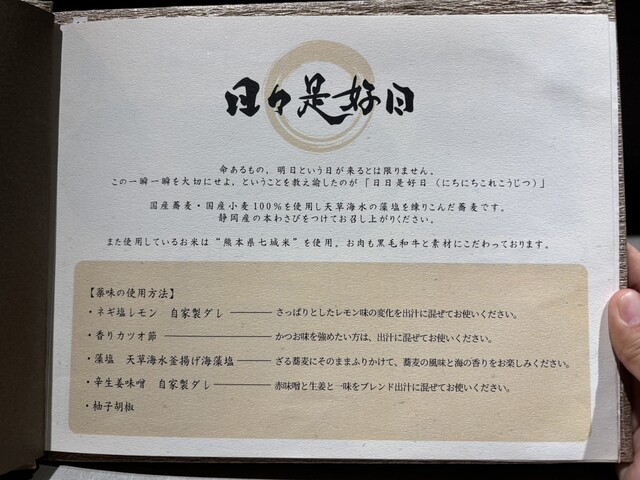 日々是好日
命あるもの，明日という日が来るとは限りません。
この一瞬一瞬を大切にせよ，ということを教え諭したのが「日日是好日（にちにちこれこうじつ）」
国産蕎麦・国産小麦100％を使用し天草海水の藻塩を練りこんだ蕎麦です。
静岡産の本わさびをつけてお召し上がりください。
また使用しているお米は“熊本県七城米”を使用。お肉も黒毛和牛と素材にこだわっております。
【薬味の使用方法】
・ネギ塩レモン　自家製ダレ ――― さっぱりとしたレモン味の変化を出汁に混ぜてお使いください。
・香りカツオ節 ――― かつお味を強めたい方は、出汁に混ぜてお使いください。
・藻塩　天草海水釜揚げ海藻塩 ――― ざる蕎麦にそのままふりかけて、蕎麦の風味と海の香りをお楽しみください。
・辛生姜味噌　自家製ダレ ――― 赤味噌と生姜と一味をブレンド出汁に混ぜてお使いください。
・柚子胡椒